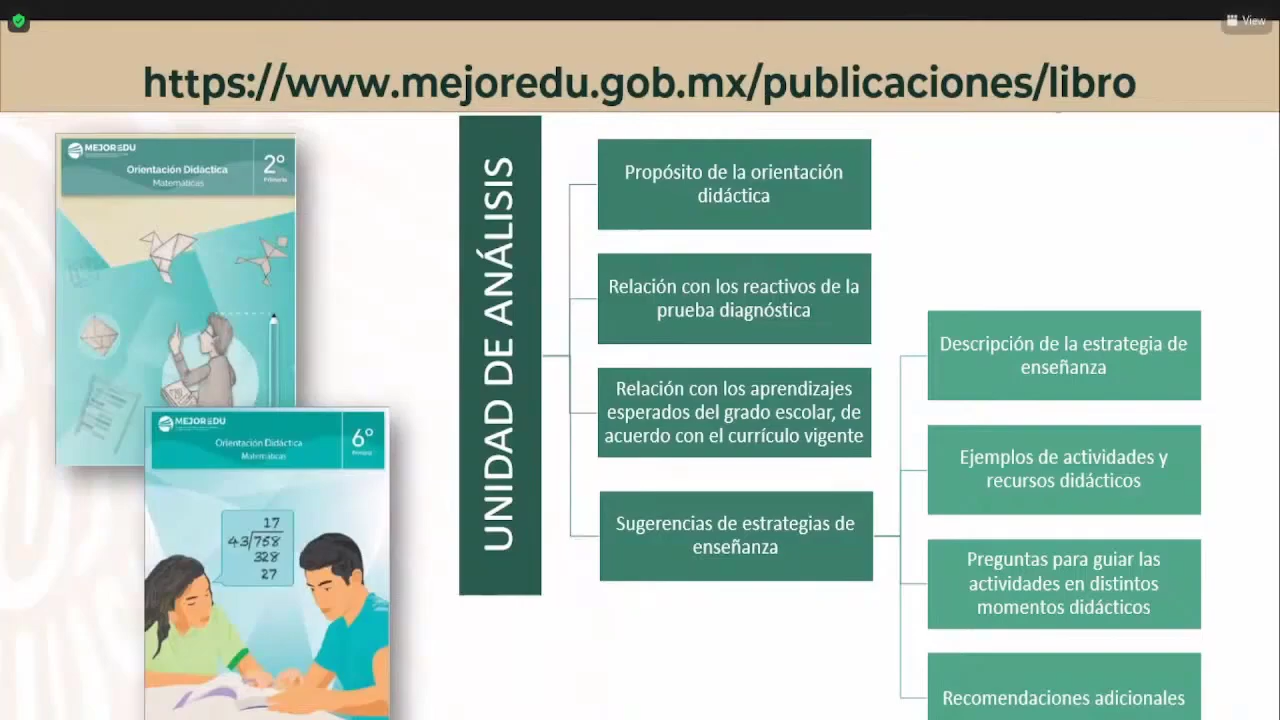 View
https://www.mejoredu.gob.mx/publicaciones/libro
MEJOREDU
Orientación Didáctica
Matemáticas
2°
Primaria
MEJOREDU
Orientación Didáctica
Matemáticas
6°
Primaria
17
43/758
328
27
UNIDAD DE ANÁLISIS
Propósito de la orientación
didáctica
Relación con los reactivos de la
prueba diagnóstica
Relación con los aprendizajes
esperados del grado escolar, de
acuerdo con el currículo vigente
Sugerencias de estrategias de
enseñanza
Descripción de la estrategia de
enseñanza
Ejemplos de actividades y
recursos didácticos
Preguntas para guiar las
actividades en distintos
momentos didácticos
Recomendaciones adicionales